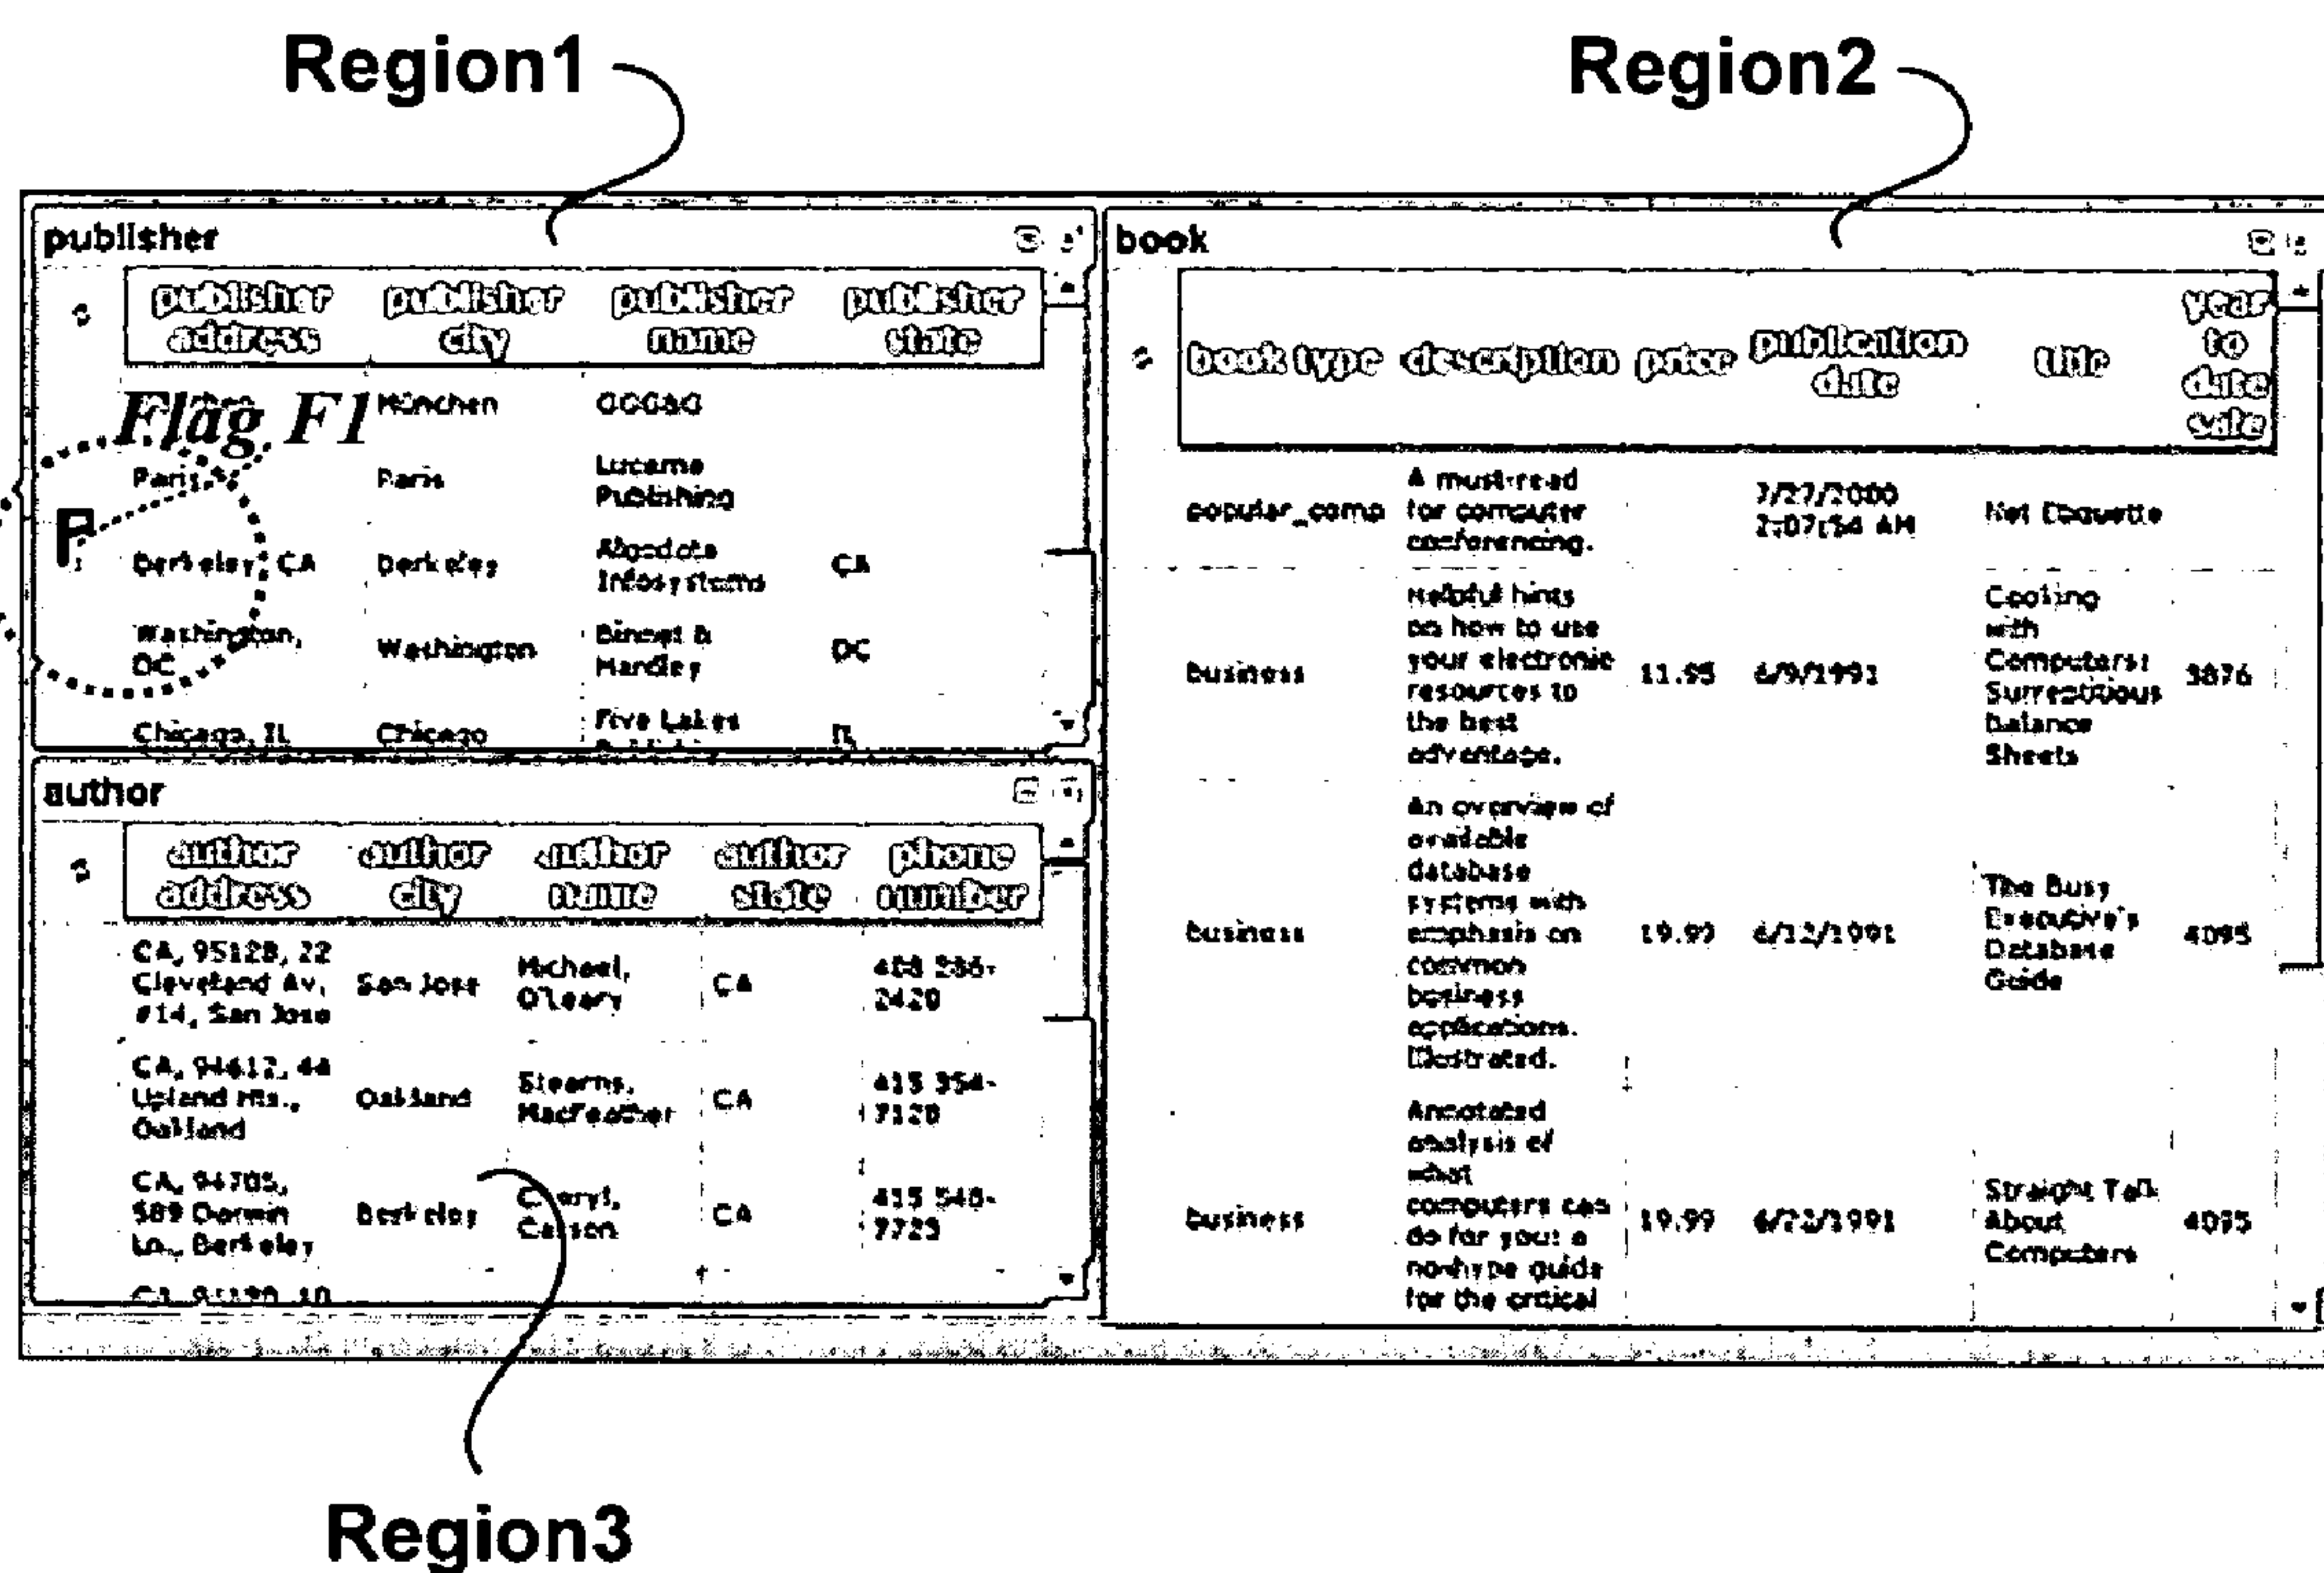 Region1
Region2
publisher
publisher address
publisher city
publisher name
publisher state
Flag F1
München
GGG&G
Paris
Paris
Lucerne Publishing
Berkeley, CA
Berkeley
Algodata Infosystems
CA
Washington, DC
Washington
Binnet & Hardley
DC
Chicago, IL
Chicago
Five Lakes
IL
author
author address
author city
author name
author state
phone number
CA, 95128, 22 Cleveland Av, #14, San Jose
San Jose
Michael, O'Leary
CA
408 286-2420
CA, 94612, 44 Upland Hts., Oakland
Oakland
Stearns, MacFeather
CA
415 354-7128
CA, 94705, 589 Darwin Ln., Berkeley
Berkeley
Cheryl, Carson
CA
415 548-7723
book
book type
description
price
publication date
title
year to date sale
popular_comp
A must-read for computer conferencing.
7/27/2000
Net Etiquette
business
Helpful hints on how to use your electronic resources to the best advantage.
11.95
6/9/1991
Cooking with Computers: Surreptitious Balance Sheets
3876
business
An overview of available database systems with emphasis on common business applications. Illustrated.
19.99
6/12/1991
The Busy Executive's Database Guide
4095
business
Annotated analysis of what computers can do for you: a no-hype guide for the critical
19.99
6/22/1991
Straight Talk About Computers
4095
Region3